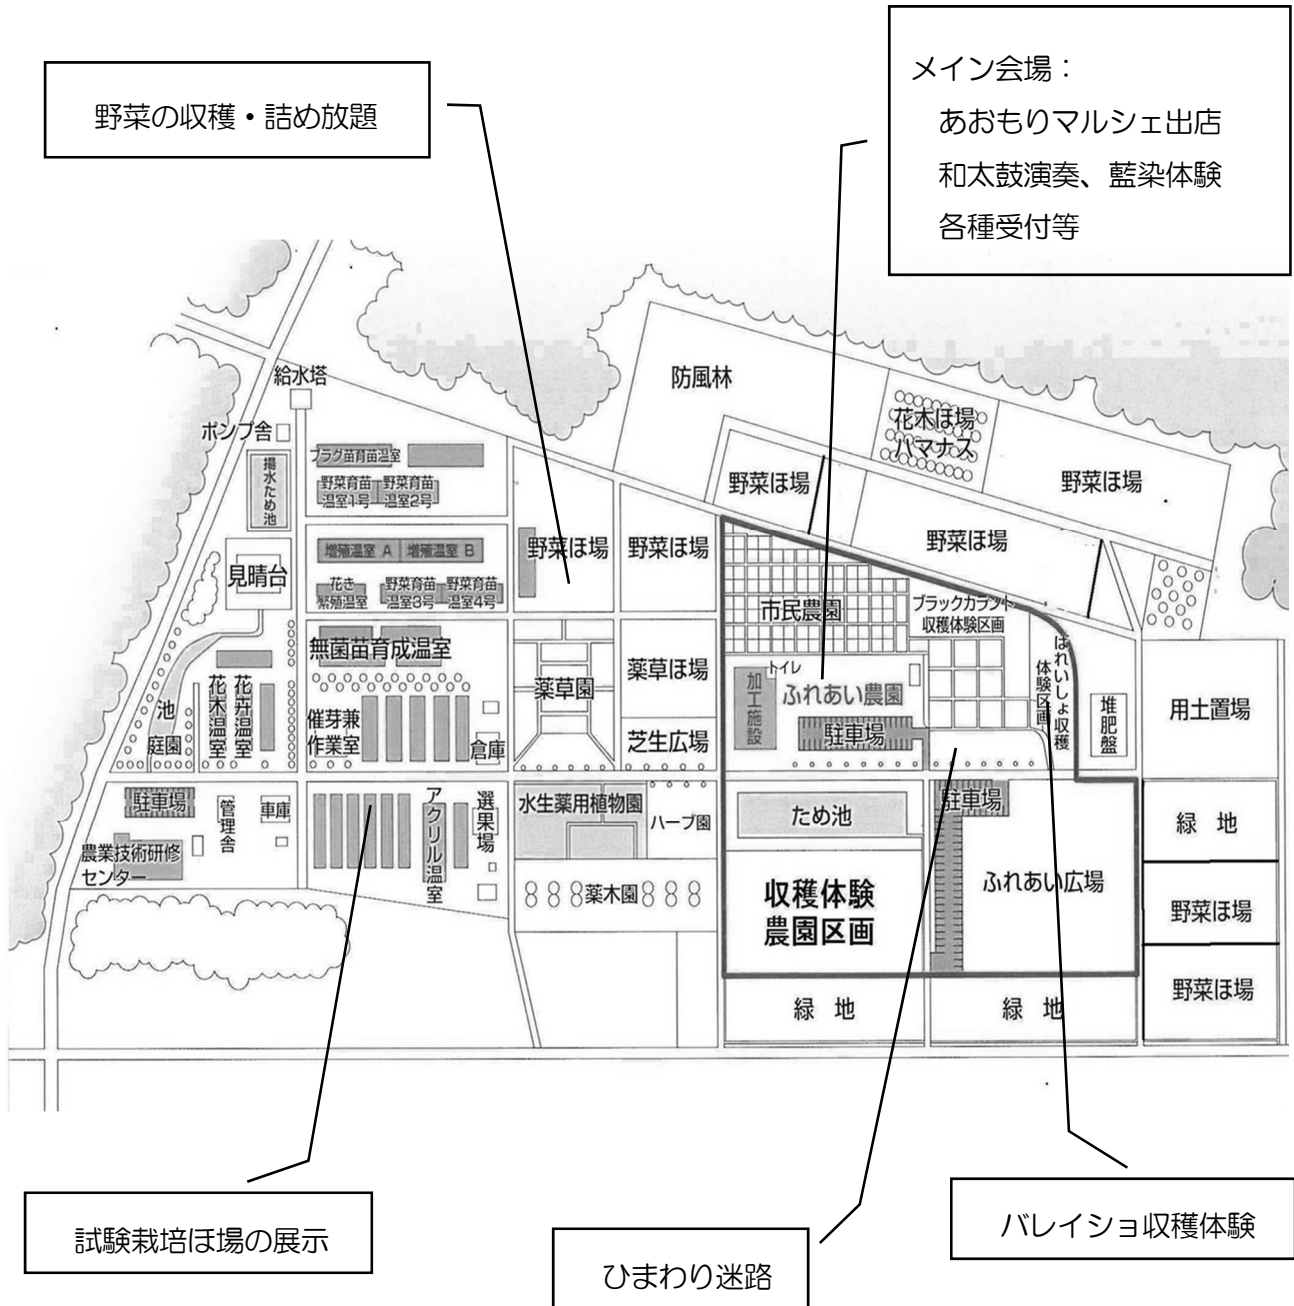 野菜の収穫・詰め放題
メイン会場：
あおもりマルシェ出店
和太鼓演奏、藍染体験
各種受付等
給水塔
ポンプ舎
揚水ため池
プラグ苗育苗温室
野菜育苗
温室1号
野菜育苗
温室2号
防風林
花木ほ場
ハマナス
野菜ほ場
野菜ほ場
野菜ほ場
見晴台
増殖温室 A
増殖温室 B
花き
繁殖温室
野菜育苗
温室3号
野菜育苗
温室4号
野菜ほ場
野菜ほ場
市民農園
ブラックカラント
収穫体験区画
ばれいしょ収穫
体験区画
無菌苗育成温室
薬草園
薬草ほ場
加工施設
トイレ
ふれあい農園
駐車場
堆肥盤
用土置場
池
庭園
花木温室
花卉温室
催芽兼
作業室
倉庫
芝生広場
駐車場
管理舎
車庫
農業技術研修
センター
アクリル温室
選果場
水生薬用植物園
ハーブ園
薬木園
ため池
駐車場
緑地
収穫体験
農園区画
ふれあい広場
野菜ほ場
野菜ほ場
緑地
緑地
試験栽培ほ場の展示
ひまわり迷路
バレイショ収穫体験